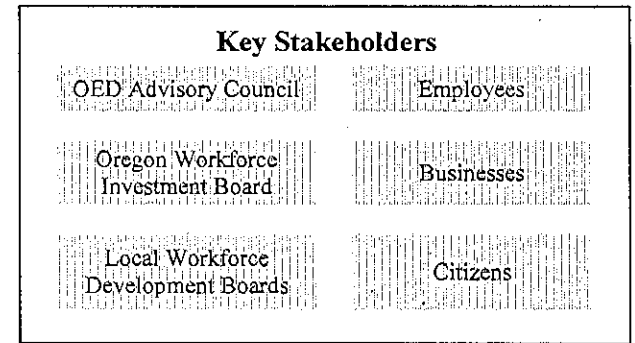 Key Stakeholders
OED Advisory Council
Employees
Oregon Workforce
Investment Board
Businesses
Local Workforce
Development Boards
Citizens